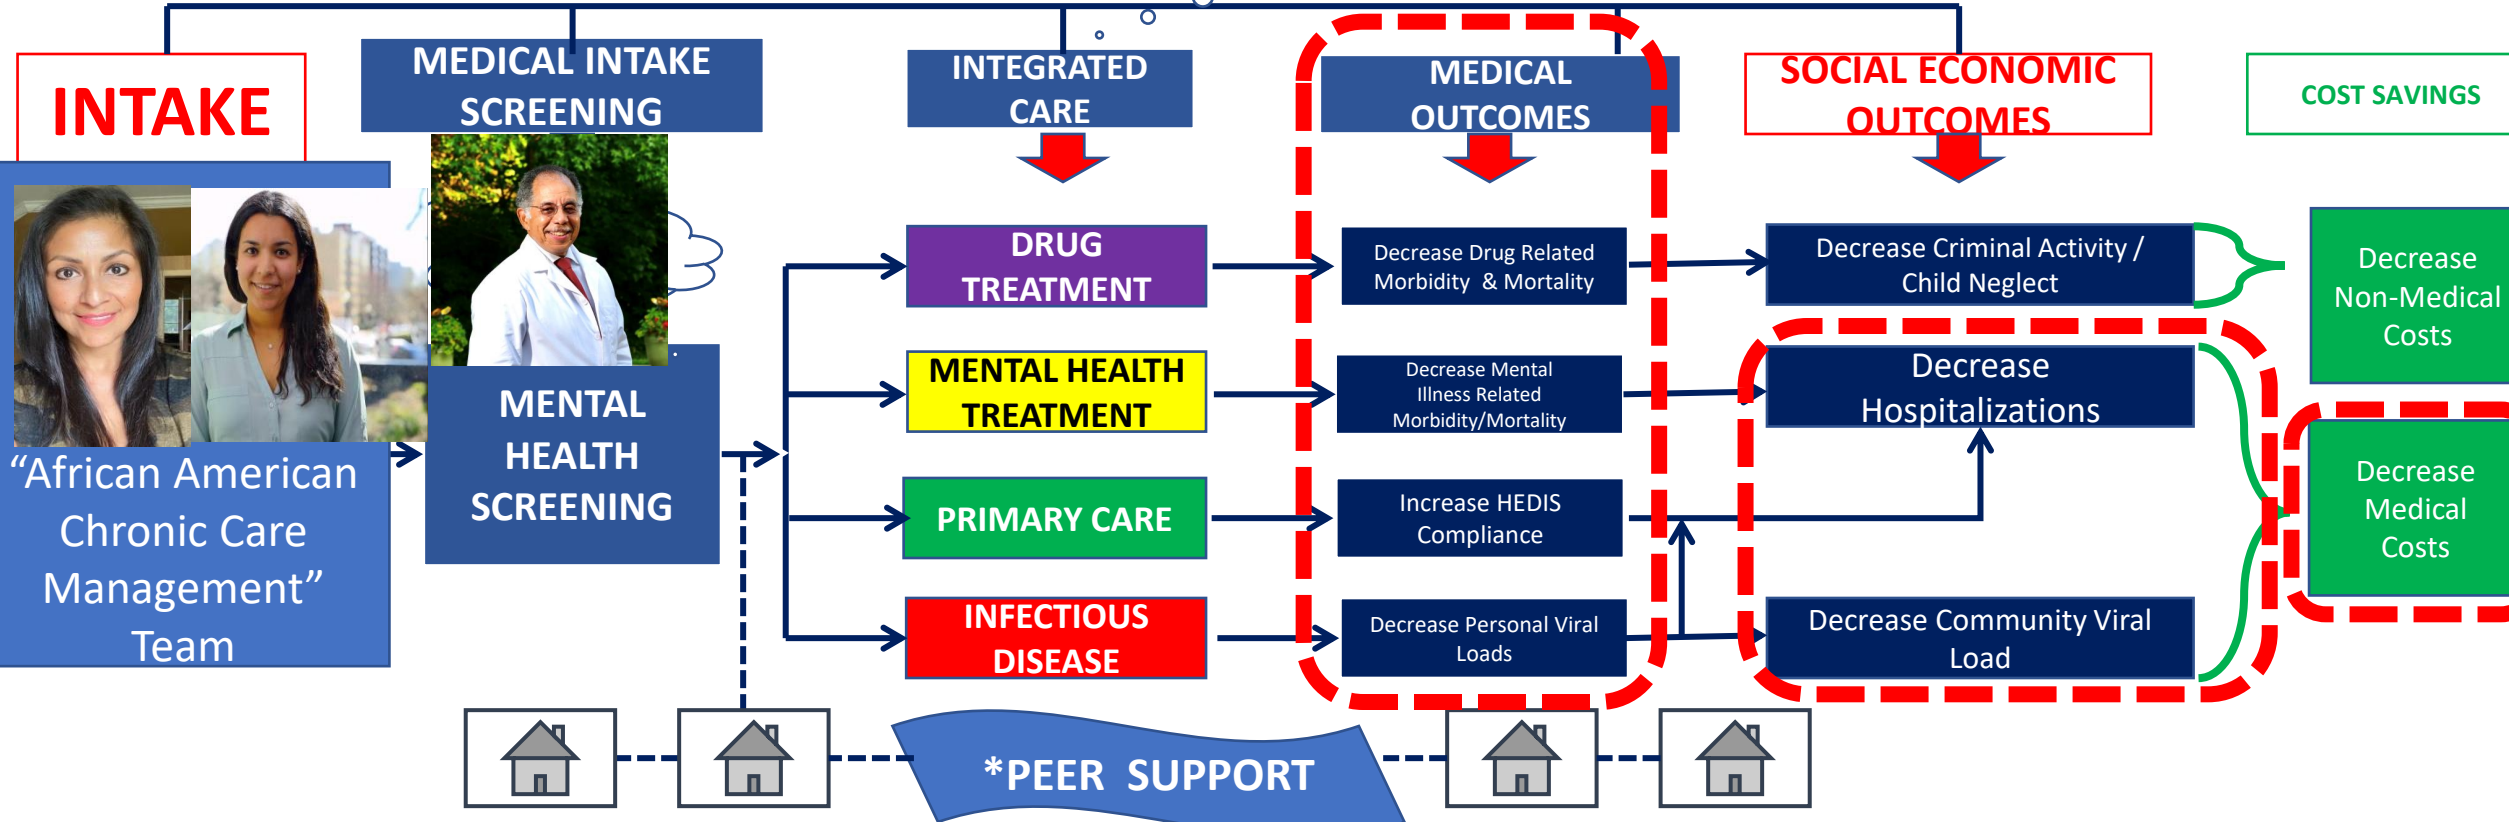 INTAKE
MEDICAL INTAKE
SCREENING
INTEGRATED
CARE
MEDICAL
OUTCOMES
SOCIAL ECONOMIC
OUTCOMES
COST SAVINGS
“African American
Chronic Care
Management”
Team
MENTAL
HEALTH
SCREENING
DRUG
TREATMENT
MENTAL HEALTH
TREATMENT
PRIMARY CARE
INFECTIOUS
DISEASE
Decrease Drug Related
Morbidity & Mortality
Decrease Mental
Illness Related
Morbidity/Mortality
Increase HEDIS
Compliance
Decrease Personal Viral
Loads
Decrease Criminal Activity /
Child Neglect
Decrease
Hospitalizations
Decrease Community Viral
Load
Decrease
Non-Medical
Costs
Decrease
Medical
Costs
*PEER SUPPORT